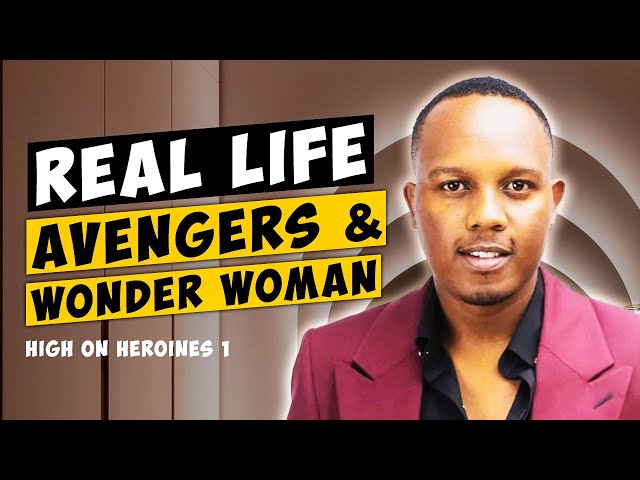 REAL LIFE
AVENGERS &
WONDER WOMAN
HIGH ON HEROINES 1